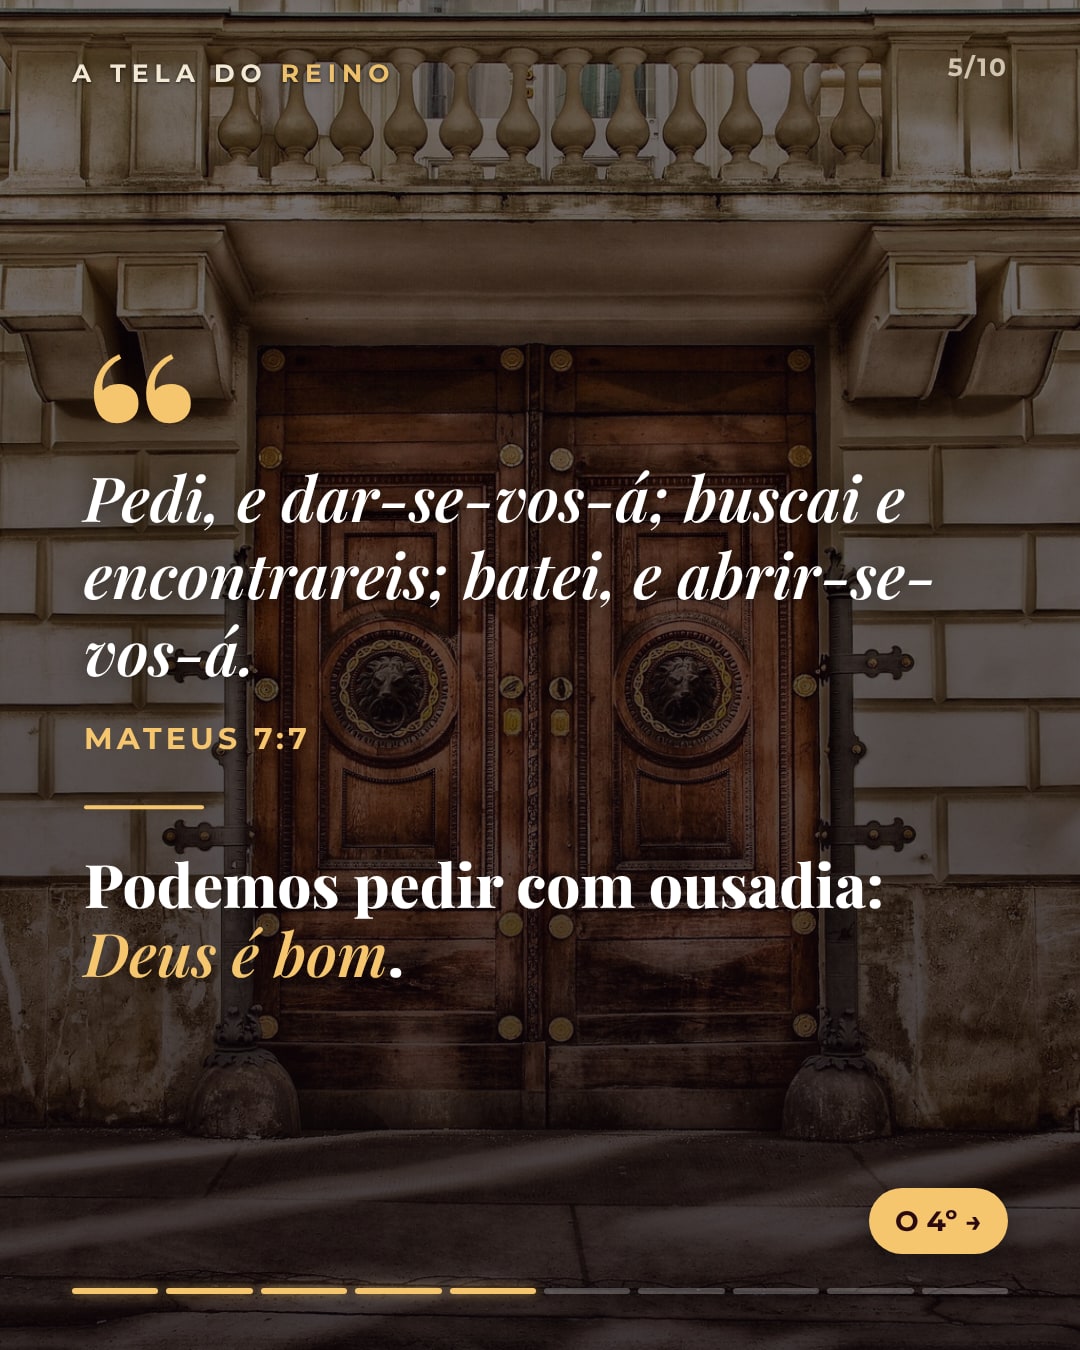 A TELA DO REINO
5/10
Pedi, e dar-se-vos-á; buscai e
encontrareis; batei, e abrir-se-
vos-á.
MATEUS 7:7
Podemos pedir com ousadia:
Deus é bom.
O 4º →